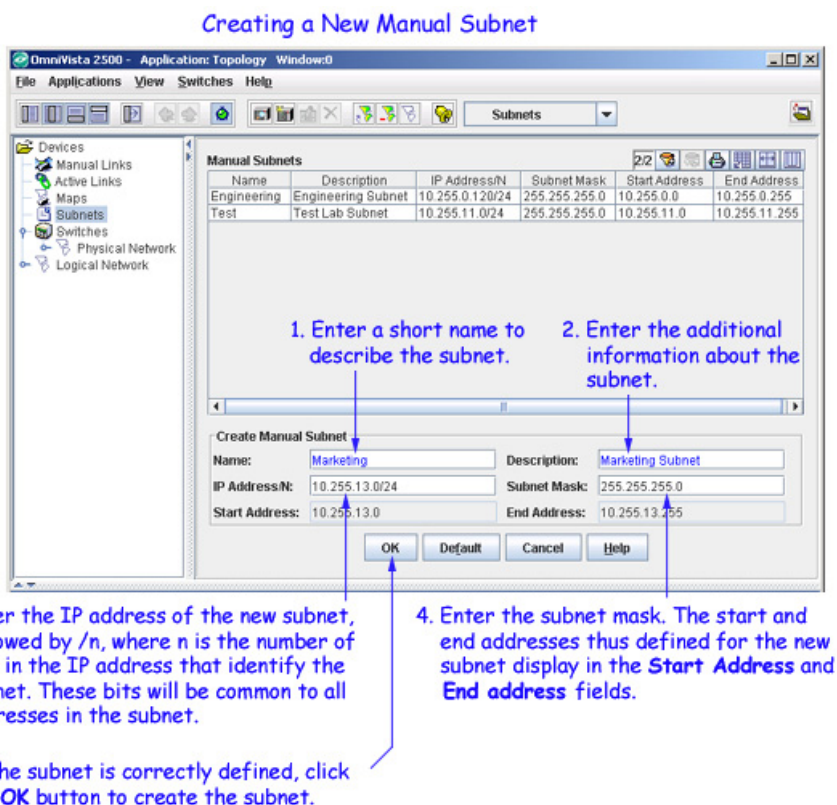 Creating a New Manual Subnet
OmniVista 2500 - Application: Topology Window:0
File Applications View Switches Help
Subnets
Devices
Manual Links
Active Links
Maps
Subnets
Switches
Physical Network
Logical Network
Manual Subnets 2/2
Name Description IP Address/N Subnet Mask Start Address End Address
Engineering Engineering Subnet 10.255.0.120/24 255.255.255.0 10.255.0.0 10.255.0.255
Test Test Lab Subnet 10.255.11.0/24 255.255.255.0 10.255.11.0 10.255.11.255
1. Enter a short name to
describe the subnet.
2. Enter the additional
information about the
subnet.
Create Manual Subnet
Name: Marketing Description: Marketing Subnet
IP Address/N: 10.255.13.0/24 Subnet Mask: 255.255.255.0
Start Address: 10.255.13.0 End Address: 10.255.13.255
OK Default Cancel Help
er the IP address of the new subnet,
owed by /n, where n is the number of
in the IP address that identify the
net. These bits will be common to all
resses in the subnet.
4. Enter the subnet mask. The start and
end addresses thus defined for the new
subnet display in the Start Address and
End address fields.
he subnet is correctly defined, click
OK button to create the subnet.